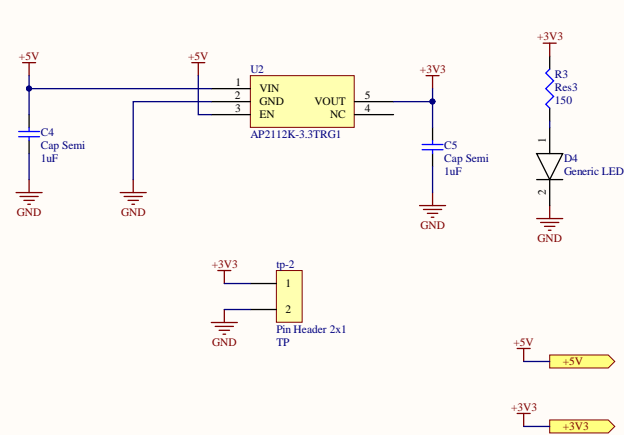 +5V
+5V
+3V3
+3V3
U2
1
VIN
2
GND
3
EN
VOUT
5
NC
4
AP2112K-3.3TRG1
C4
Cap Semi
1uF
GND
GND
C5
Cap Semi
1uF
GND
R3
Res3
150
1
D4
Generic LED
2
GND
+3V3
tp-2
1
2
Pin Header 2x1
TP
GND
+5V
+5V
+3V3
+3V3